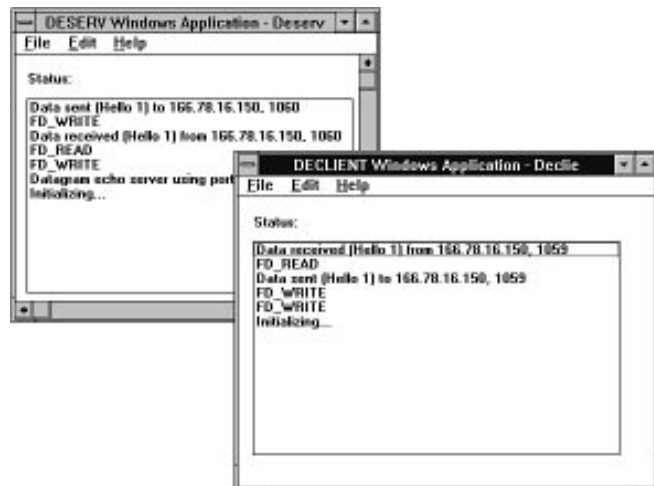 DESERV Windows Application - Deserv
File Edit Help
Status:
Data sent (Hello 1) to 166.78.16.150, 1060
FD_WRITE
Data received (Hello 1) from 166.78.16.150, 1060
FD_READ
FD_WRITE
Datagram echo server using port
Initializing...
DECLIENT Windows Application - Declie
File Edit Help
Status:
Data received (Hello 1) from 166.78.16.150, 1059
FD_READ
Data sent (Hello 1) to 166.78.16.150, 1059
FD_WRITE
FD_WRITE
Initializing...